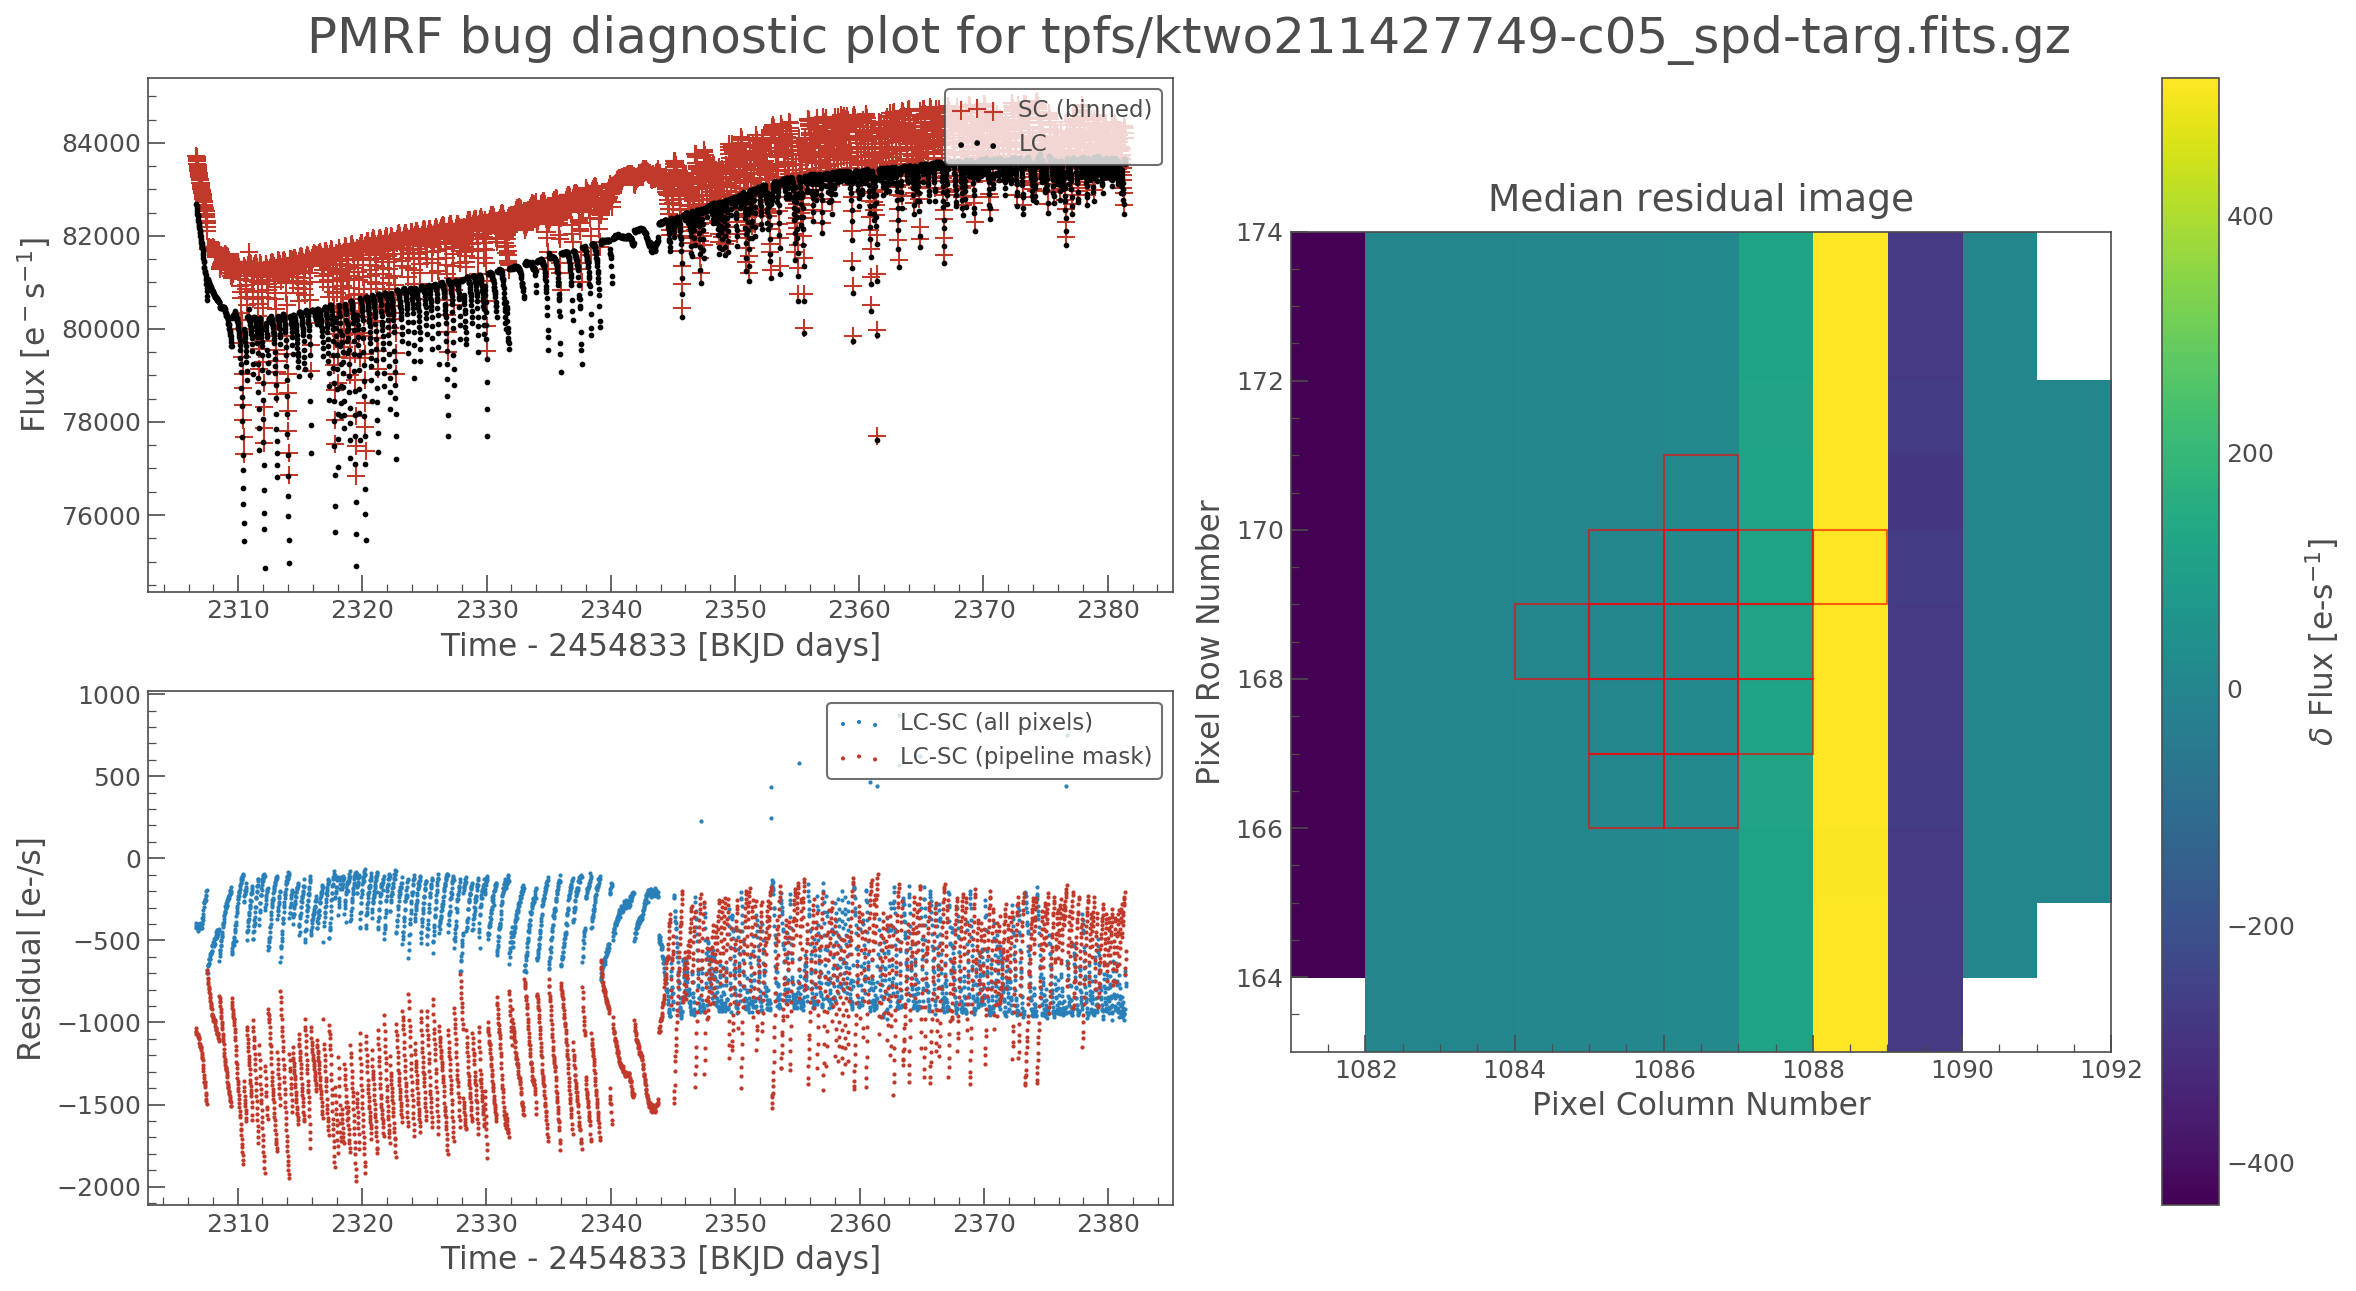 PMRF bug diagnostic plot for tpfs/ktwo211427749-c05_spd-targ.fits.gz
SC (binned)
LC
84000
82000
80000
78000
76000
Flux [e⁻s⁻¹]
2310 2320 2330 2340 2350 2360 2370 2380
Time - 2454833 [BKJD days]
LC-SC (all pixels)
LC-SC (pipeline mask)
1000
500
0
−500
−1000
−1500
−2000
Residual [e-/s]
2310 2320 2330 2340 2350 2360 2370 2380
Time - 2454833 [BKJD days]
Median residual image
174
172
170
168
166
164
Pixel Row Number
1082 1084 1086 1088 1090 1092
Pixel Column Number
400
200
0
−200
−400
δ Flux [e-s⁻¹]